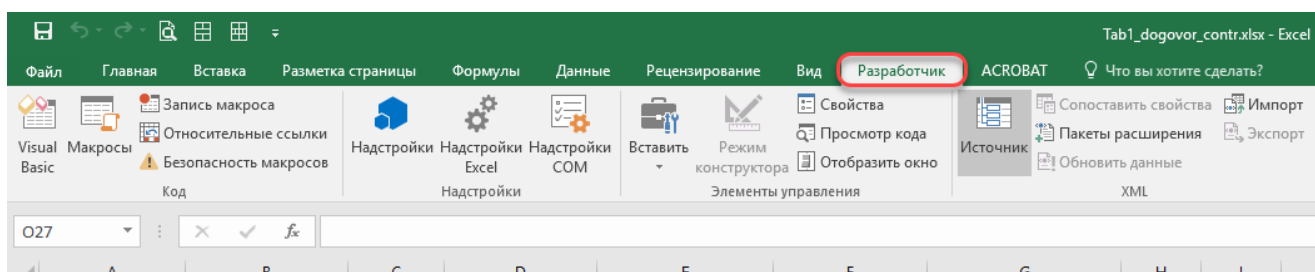 Tab1_dogovor_contr.xlsx - Excel
Файл Главная Вставка Разметка страницы Формулы Данные Рецензирование Вид Разработчик ACROBAT Что вы хотите сделать?
Visual Basic
Макросы
Запись макроса
Относительные ссылки
Безопасность макросов
Код
Надстройки
Надстройки Excel
Надстройки COM
Надстройки
Вставить
Режим конструктора
Свойства
Просмотр кода
Отобразить окно
Элементы управления
Источник
Сопоставить свойства
Пакеты расширения
Обновить данные
Импорт
Экспорт
XML
O27
fx